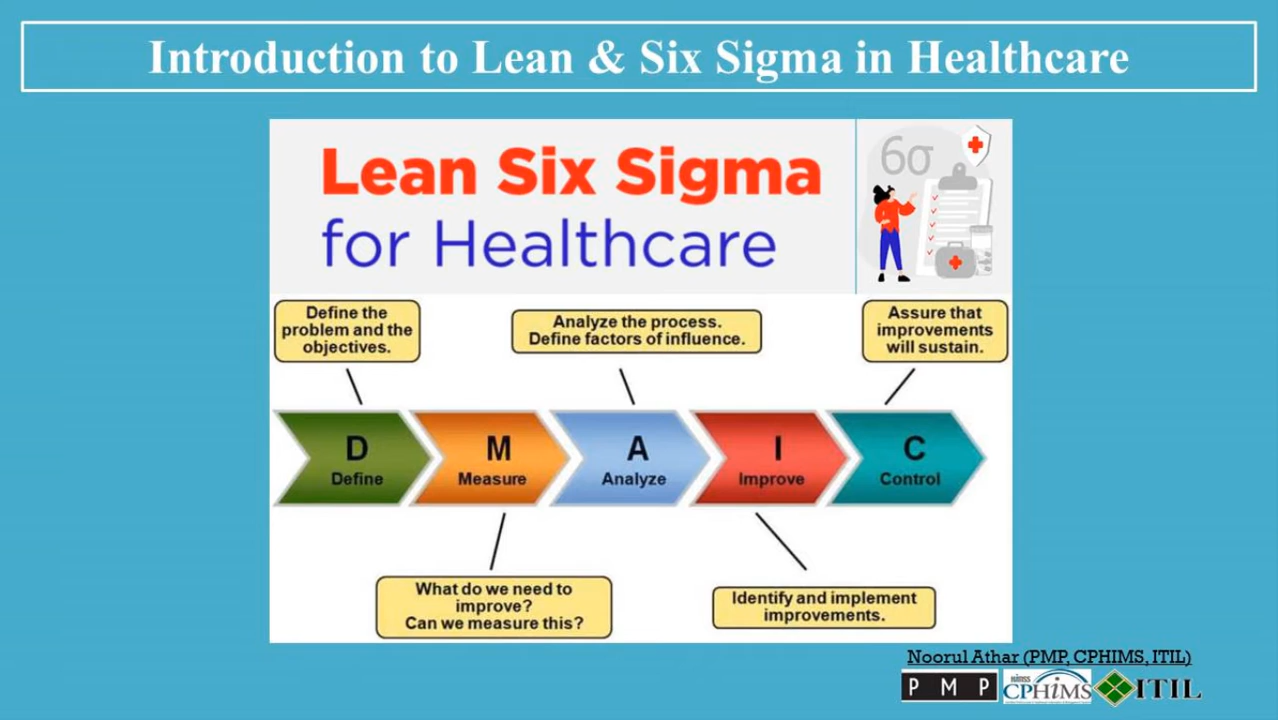 Introduction to Lean & Six Sigma in Healthcare
Lean Six Sigma
for Healthcare
6σ
Define the
problem and the
objectives.
Analyze the process.
Define factors of influence.
Assure that
improvements
will sustain.
D
Define
M
Measure
A
Analyze
I
Improve
C
Control
What do we need to
improve?
Can we measure this?
Identify and implement
improvements.
Noorul Athar (PMP, CPHIMS, ITIL)
PMP
CPHiMS
ITIL